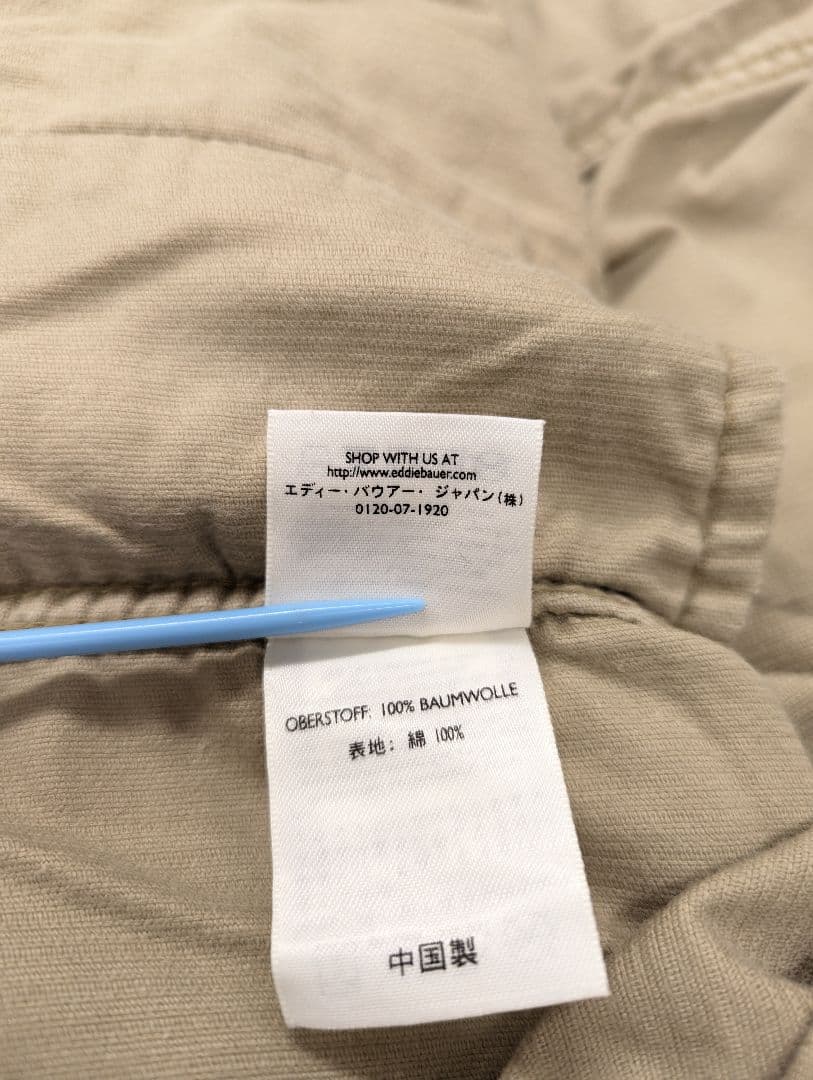 SHOP WITH US AT
http://www.eddiebauer.com
エディー・バウアー・ ジャパン(株)
0120-07-1920
OBERSTOFF: 100% BAUMWOLLE
表地: 綿 100%
中国製